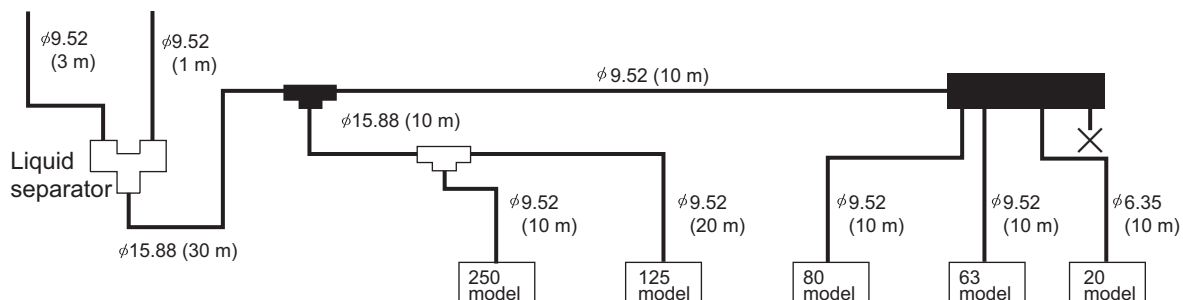 φ9.52
(3 m)
φ9.52
(1 m)
φ9.52 (10 m)
φ15.88 (10 m)
Liquid
separator
φ15.88 (30 m)
φ9.52
(10 m)
φ9.52
(20 m)
φ9.52
(10 m)
φ9.52
(10 m)
φ6.35
(10 m)
250
model
125
model
80
model
63
model
20
model